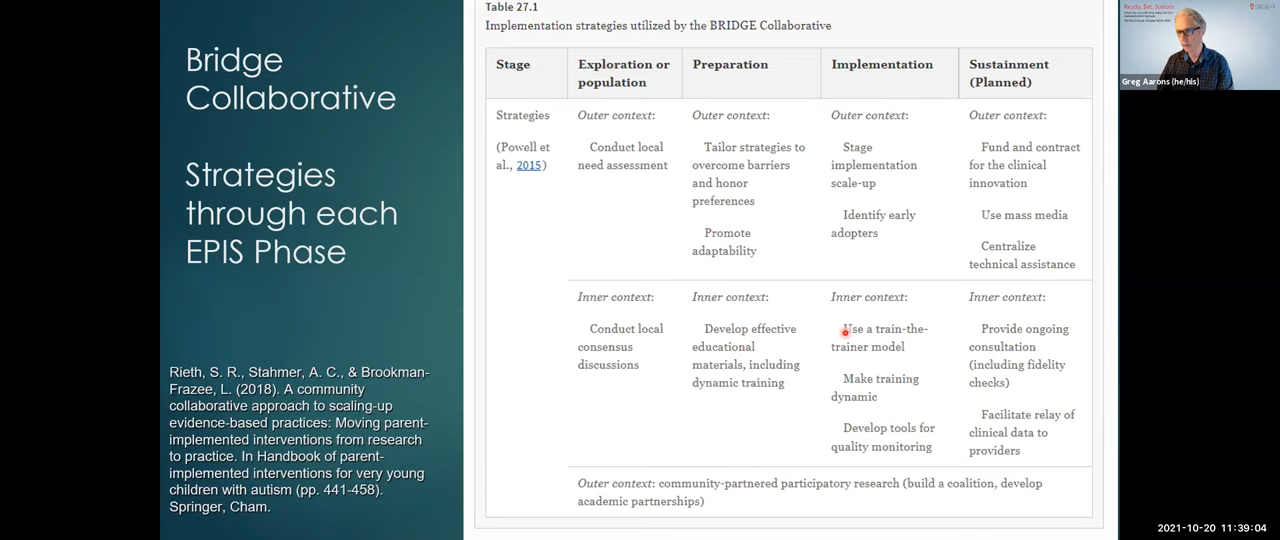 Bridge
Collaborative
Strategies
through each
EPIS Phase
Rieth, S. R., Stahmer, A. C., & Brookman-
Frazee, L. (2018). A community
collaborative approach to scaling-up
evidence-based practices: Moving parent-
implemented interventions from research
to practice. In Handbook of parent-
implemented interventions for very young
children with autism (pp. 441-458).
Springer, Cham.
Table 27.1
Implementation strategies utilized by the BRIDGE Collaborative
Stage
Exploration or
population
Preparation
Implementation
Sustainment
(Planned)
Strategies
(Powell et
al., 2015)
Outer context:
Conduct local
need assessment
Outer context:
Tailor strategies to
overcome barriers
and honor
preferences
Promote
adaptability
Outer context:
Stage
implementation
scale-up
Identify early
adopters
Outer context:
Fund and contract
for the clinical
innovation
Use mass media
Centralize
technical assistance
Inner context:
Conduct local
consensus
discussions
Inner context:
Develop effective
educational
materials, including
dynamic training
Inner context:
Use a train-the-
trainer model
Make training
dynamic
Develop tools for
quality monitoring
Inner context:
Provide ongoing
consultation
(including fidelity
checks)
Facilitate relay of
clinical data to
providers
Outer context: community-partnered participatory research (build a coalition, develop
academic partnerships)
Ready, Set, Sustain
Greg Aarons (he/his)
2021-10-20 11:39:04